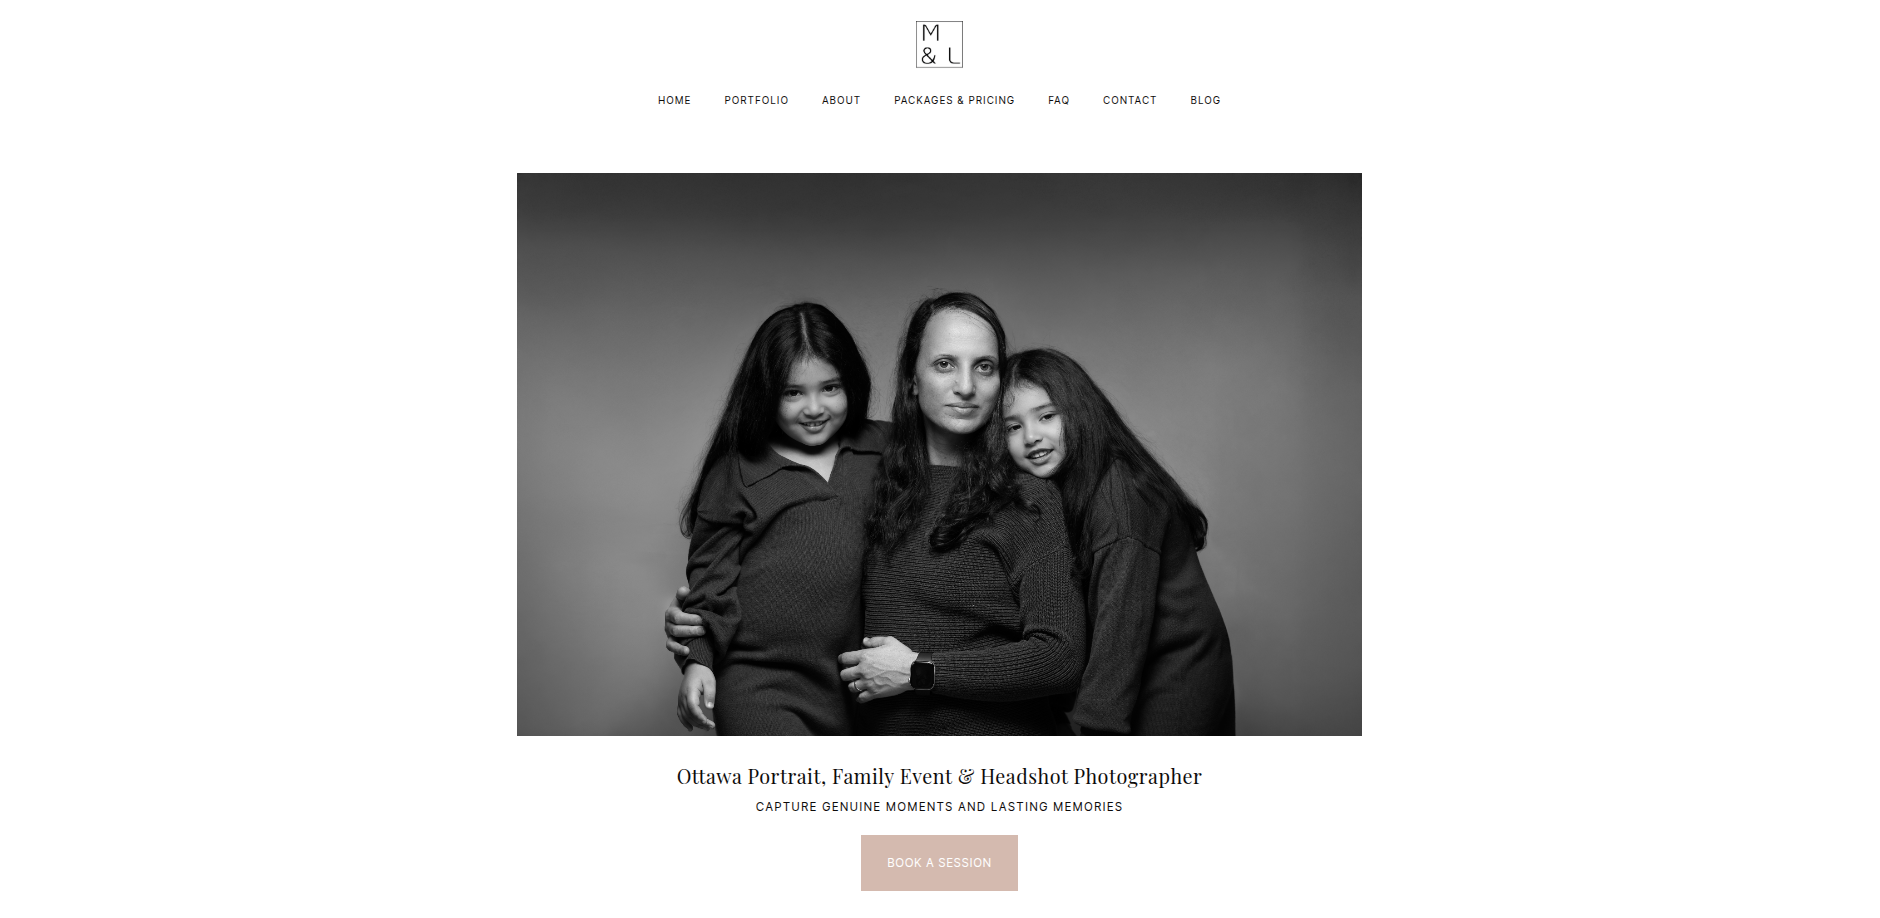 M
& L
HOME PORTFOLIO ABOUT PACKAGES & PRICING FAQ CONTACT BLOG
Ottawa Portrait, Family Event & Headshot Photographer
CAPTURE GENUINE MOMENTS AND LASTING MEMORIES
BOOK A SESSION